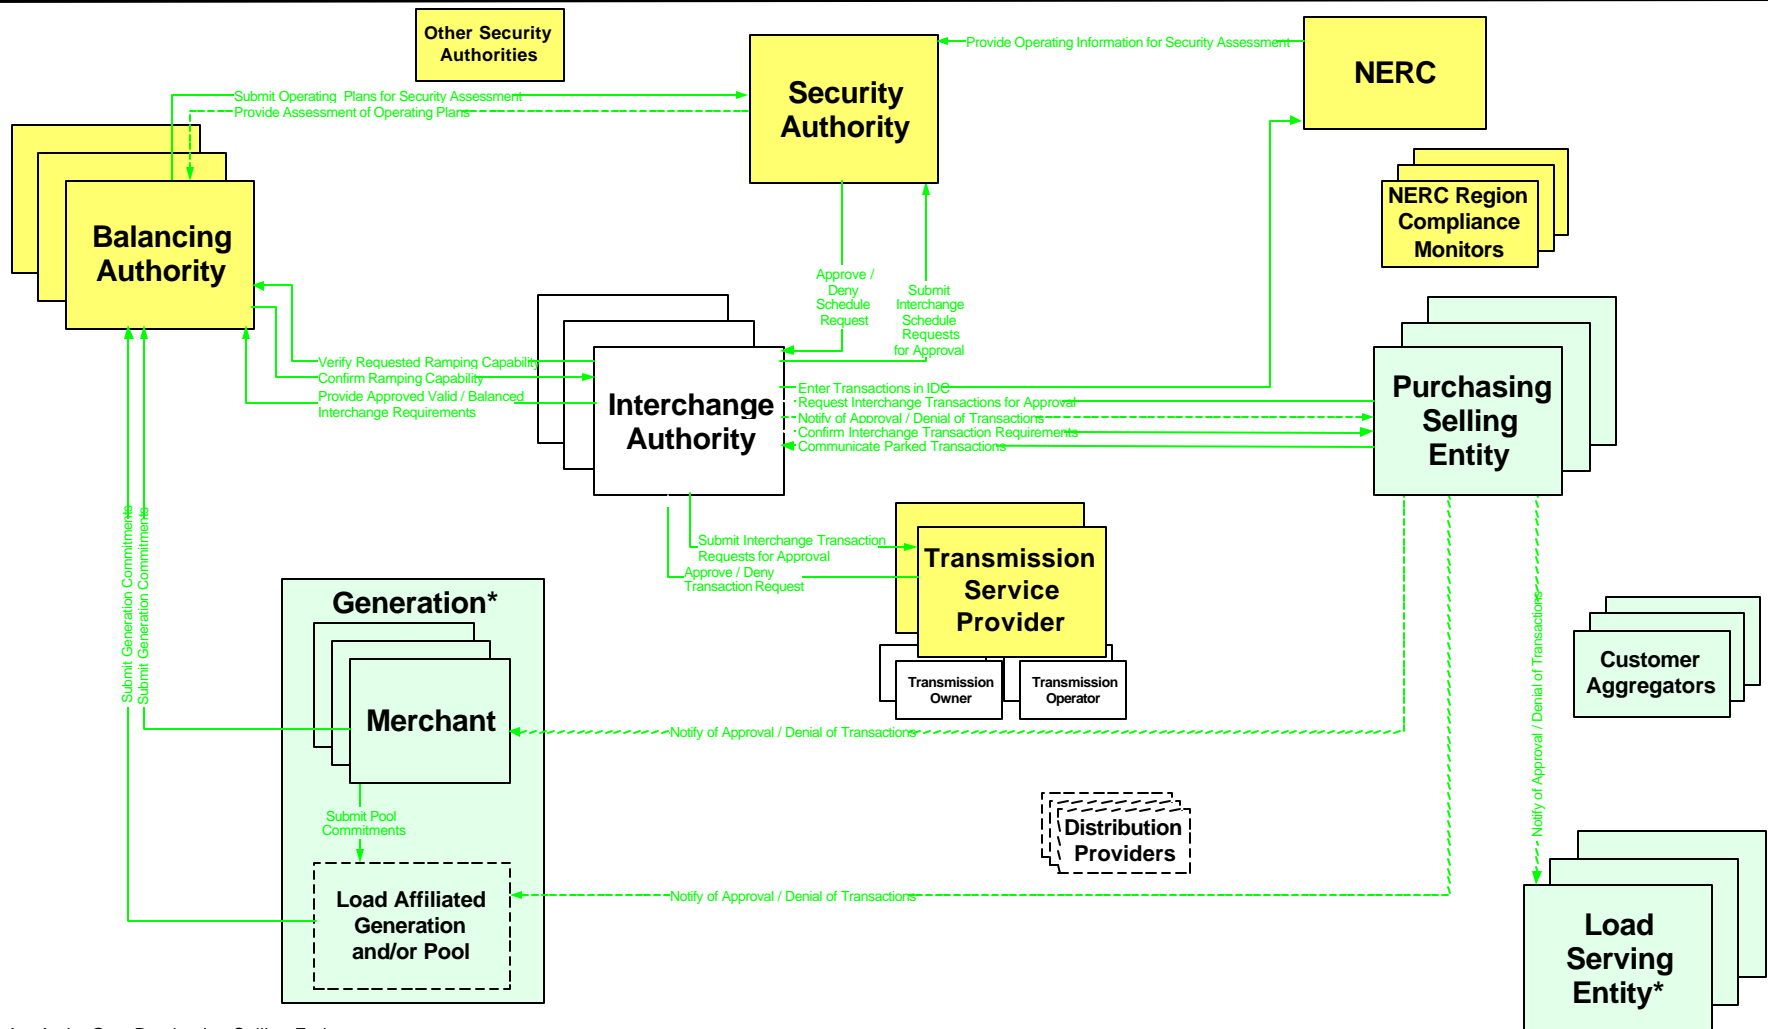 Other Security
Authorities
Provide Operating Information for Security Assessment
NERC
Security
Authority
Submit Operating Plans for Security Assessment
Provide Assessment of Operating Plans
NERC Region
Compliance
Monitors
Balancing
Authority
Approve /
Deny
Schedule
Request
Submit
Interchange
Schedule
Requests
for Approval
Verify Requested Ramping Capability
Confirm Ramping Capability
Provide Approved Valid / Balanced
Interchange Requirements
Interchange
Authority
Enter Transactions in IDC
Request Interchange Transactions for Approval
Notify of Approval / Denial of Transactions
Confirm Interchange Transaction Requirements
Communicate Parked Transactions
Purchasing
Selling
Entity
Submit Generation Commitments
Submit Generation Commitments
Submit Interchange Transaction
Requests for Approval
Approve / Deny
Transaction Request
Transmission
Service
Provider
Transmission
Owner
Transmission
Operator
Notify of Approval / Denial of Transactions
Customer
Aggregators
Generation*
Merchant
Notify of Approval / Denial of Transactions
Submit Pool
Commitments
Distribution
Providers
Load Affiliated
Generation
and/or Pool
Notify of Approval / Denial of Transactions
Load
Serving
Entity*